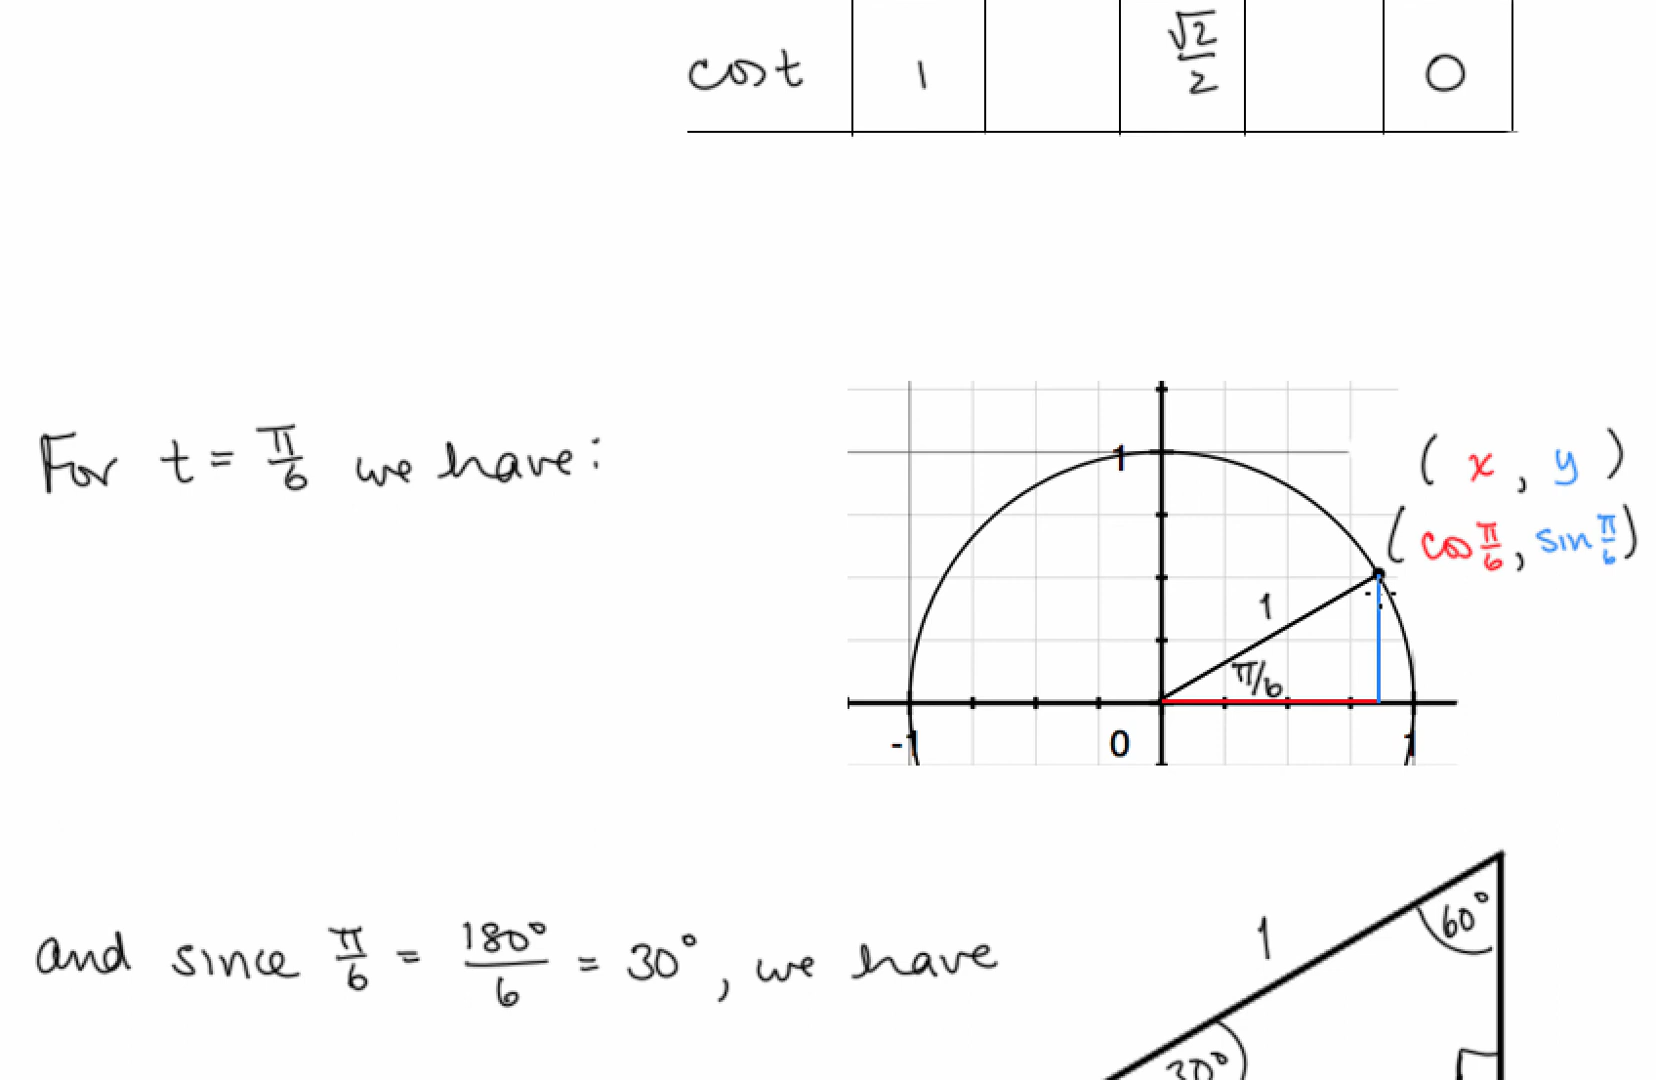 cos t 1 √2/2 0
(x, y)
For t = π/6 we have:
1
(cos π/6, sin π/6)
1
π/6
-1 0 1
and since π/6 = 180°/6 = 30°, we have
1
60°
30°